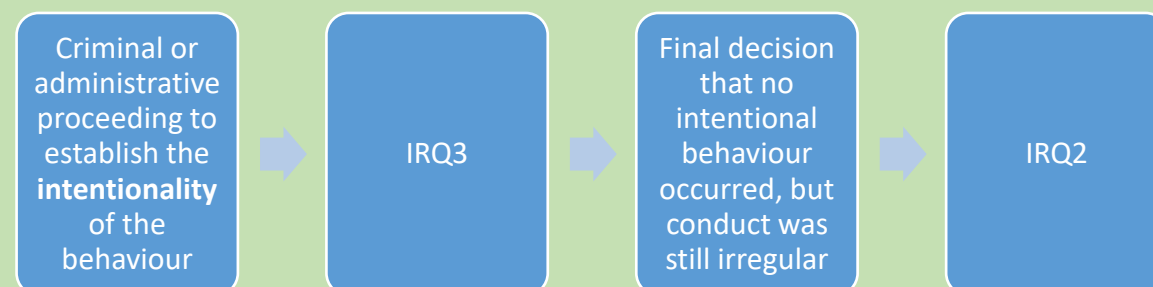 Criminal or
administrative
proceeding to
establish the
intentionality
of the
behaviour
IRQ3
Final decision
that no
intentional
behaviour
occurred, but
conduct was
still irregular
IRQ2